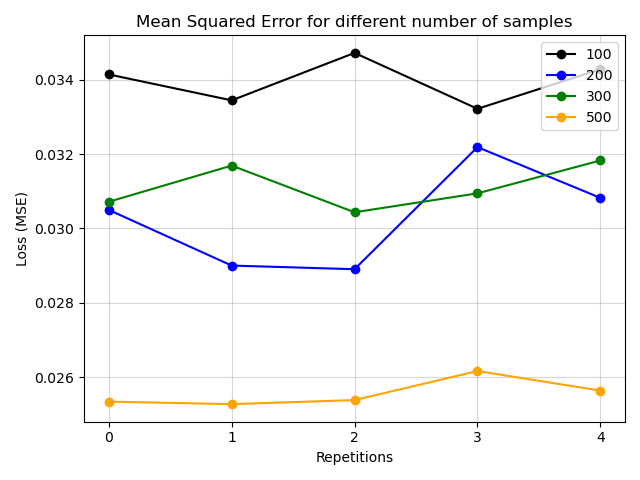 Mean Squared Error for different number of samples
100
200
300
500
0.034
0.032
0.030
0.028
0.026
Loss (MSE)
0 1 2 3 4
Repetitions